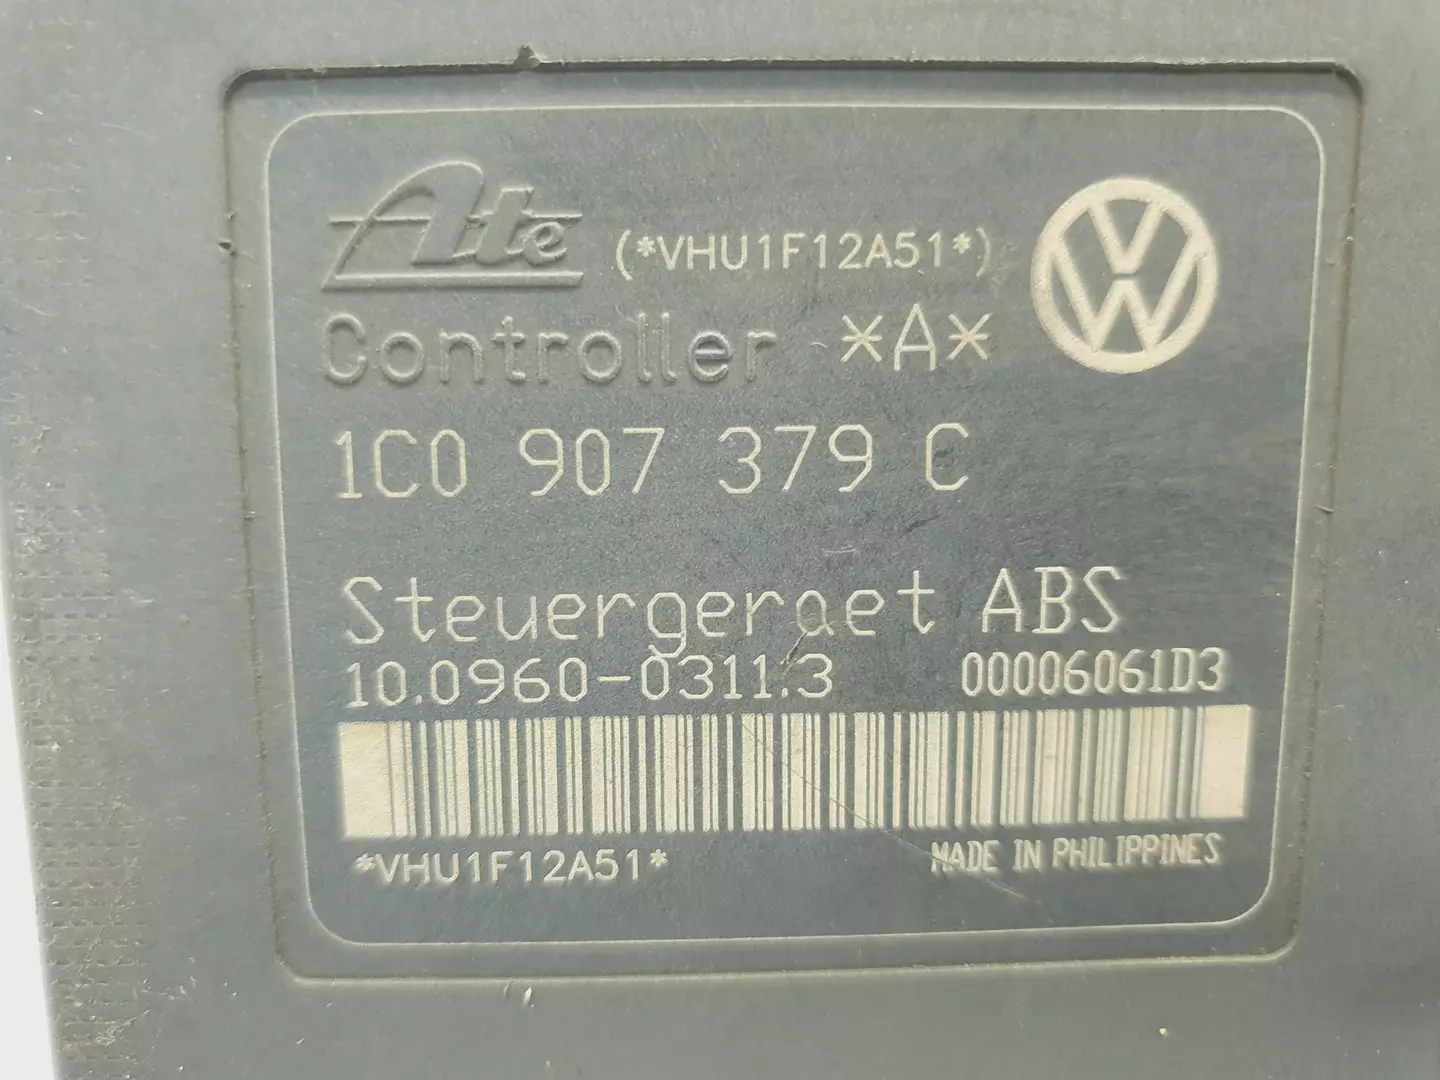 Ate (*VHU1F12A51*)
Controller *A*
1C0 907 379 C
Steuergeraet ABS
10.0960-0311.3 00006061D3
*VHU1F12A51* MADE IN PHILIPPINES